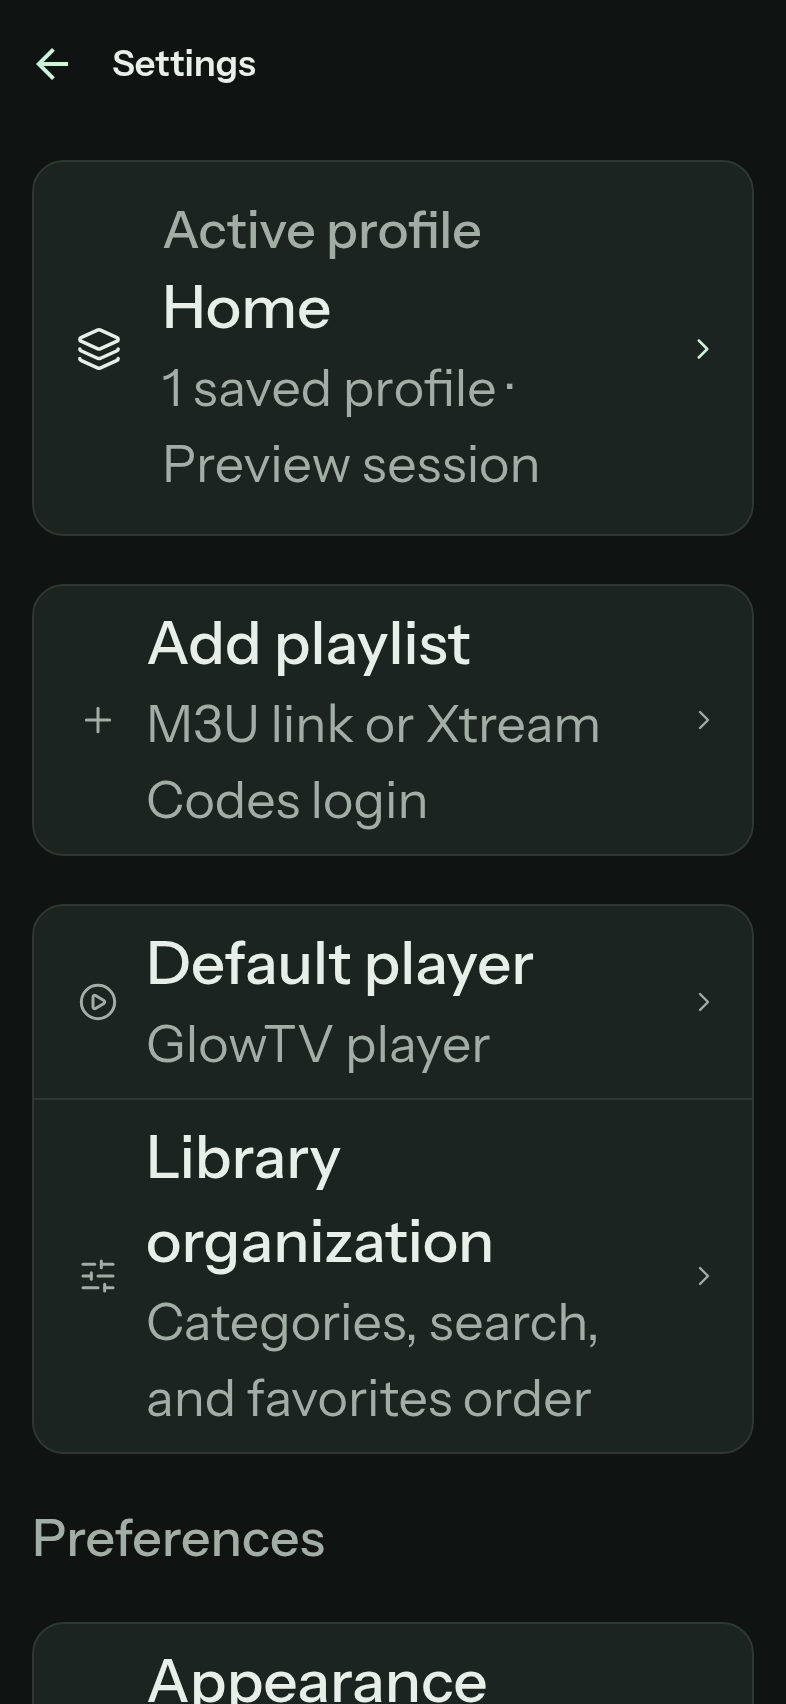 Settings
Active profile
Home
1 saved profile ·
Preview session
Add playlist
M3U link or Xtream
Codes login
Default player
GlowTV player
Library
organization
Categories, search,
and favorites order
Preferences
Appearance